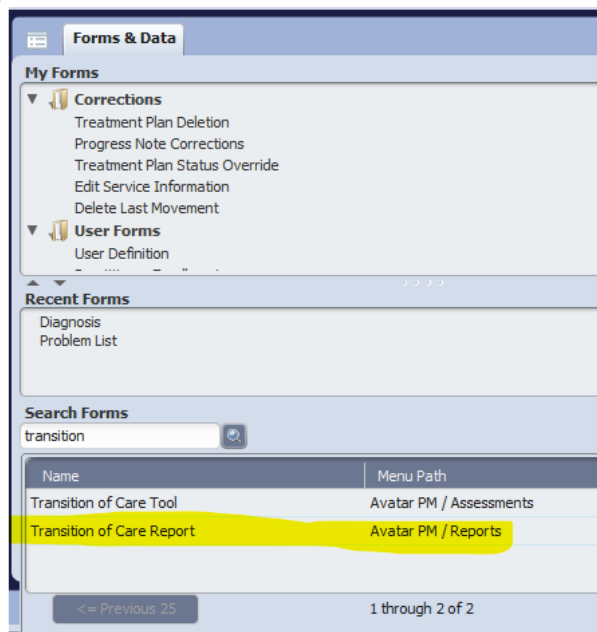 Forms & Data
My Forms
Corrections
Treatment Plan Deletion
Progress Note Corrections
Treatment Plan Status Override
Edit Service Information
Delete Last Movement
User Forms
User Definition
Recent Forms
Diagnosis
Problem List
Search Forms
transition
Name Menu Path
Transition of Care Tool Avatar PM / Assessments
Transition of Care Report Avatar PM / Reports
<= Previous 25 1 through 2 of 2